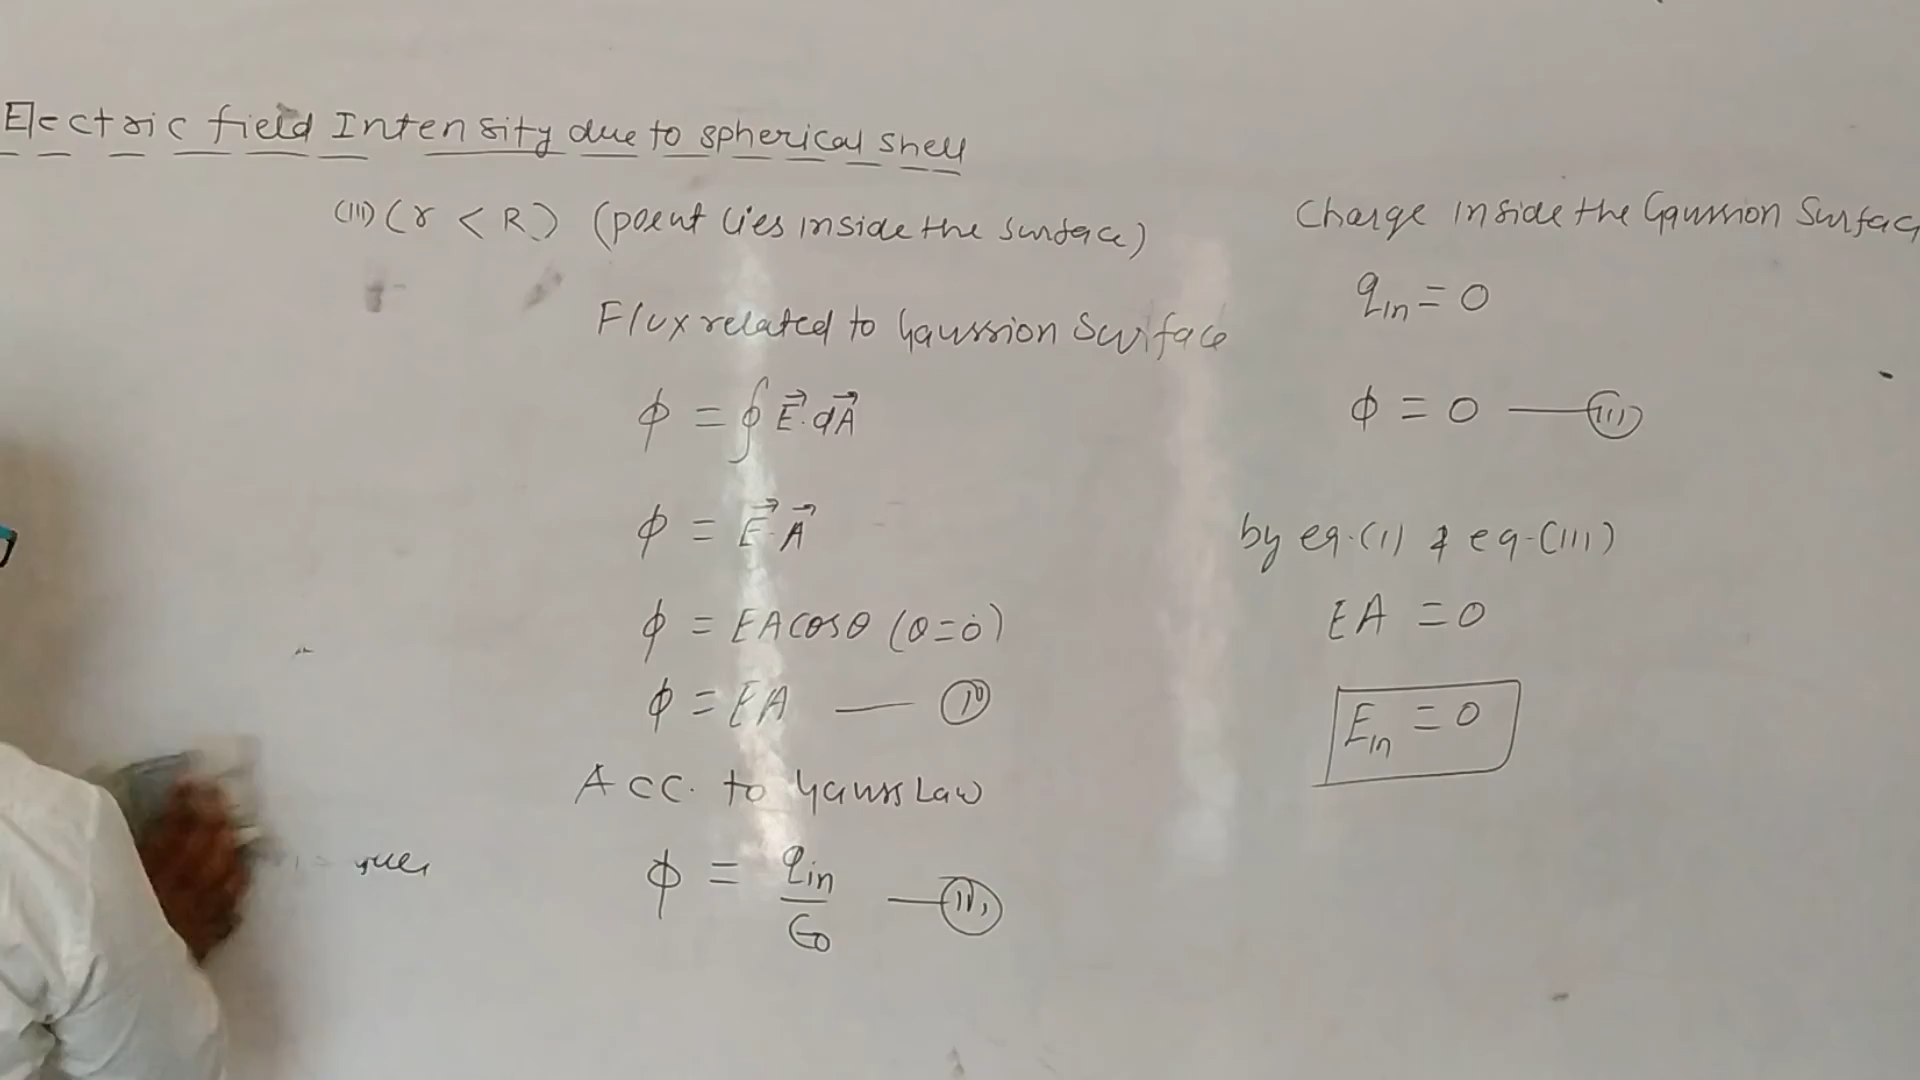 Electric field Intensity due to spherical shell
(III) (r < R) (point lies inside the surface)
Flux related to Gaussion Surface
ϕ = ∮ E⃗.dA⃗
ϕ = E⃗.A⃗
ϕ = EA cosθ (θ=0)
ϕ = EA — (I)
Acc. to Gauss Law
ϕ = qin/ϵ0 — (II)
Charge inside the Gaussion Surfac
qin = 0
ϕ = 0 — (III)
by eq.(I) & eq.(III)
EA = 0
Ein = 0